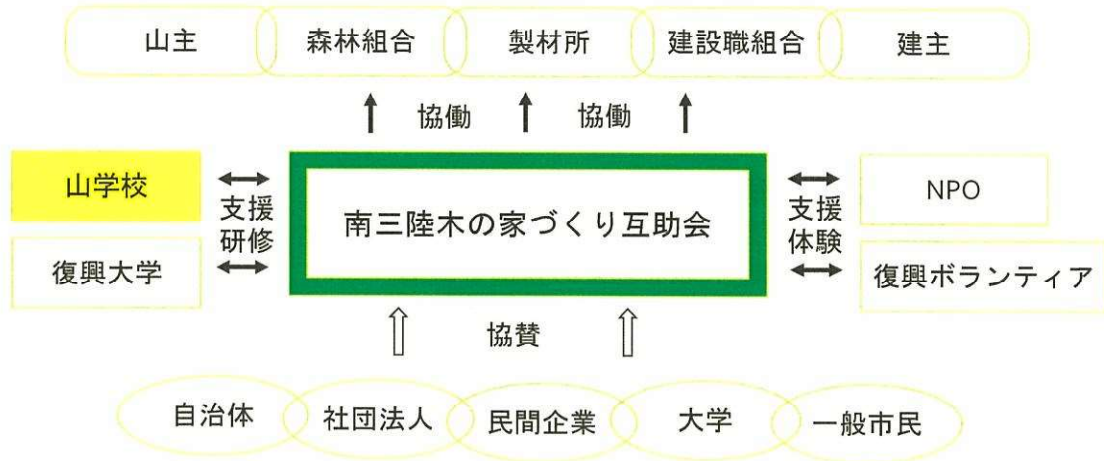 山主 森林組合 製材所 建設職組合 建主
協働 協働
山学校
支援
研修
復興大学
南三陸木の家づくり互助会
支援
体験
NPO
復興ボランティア
協賛
自治体 社団法人 民間企業 大学 一般市民